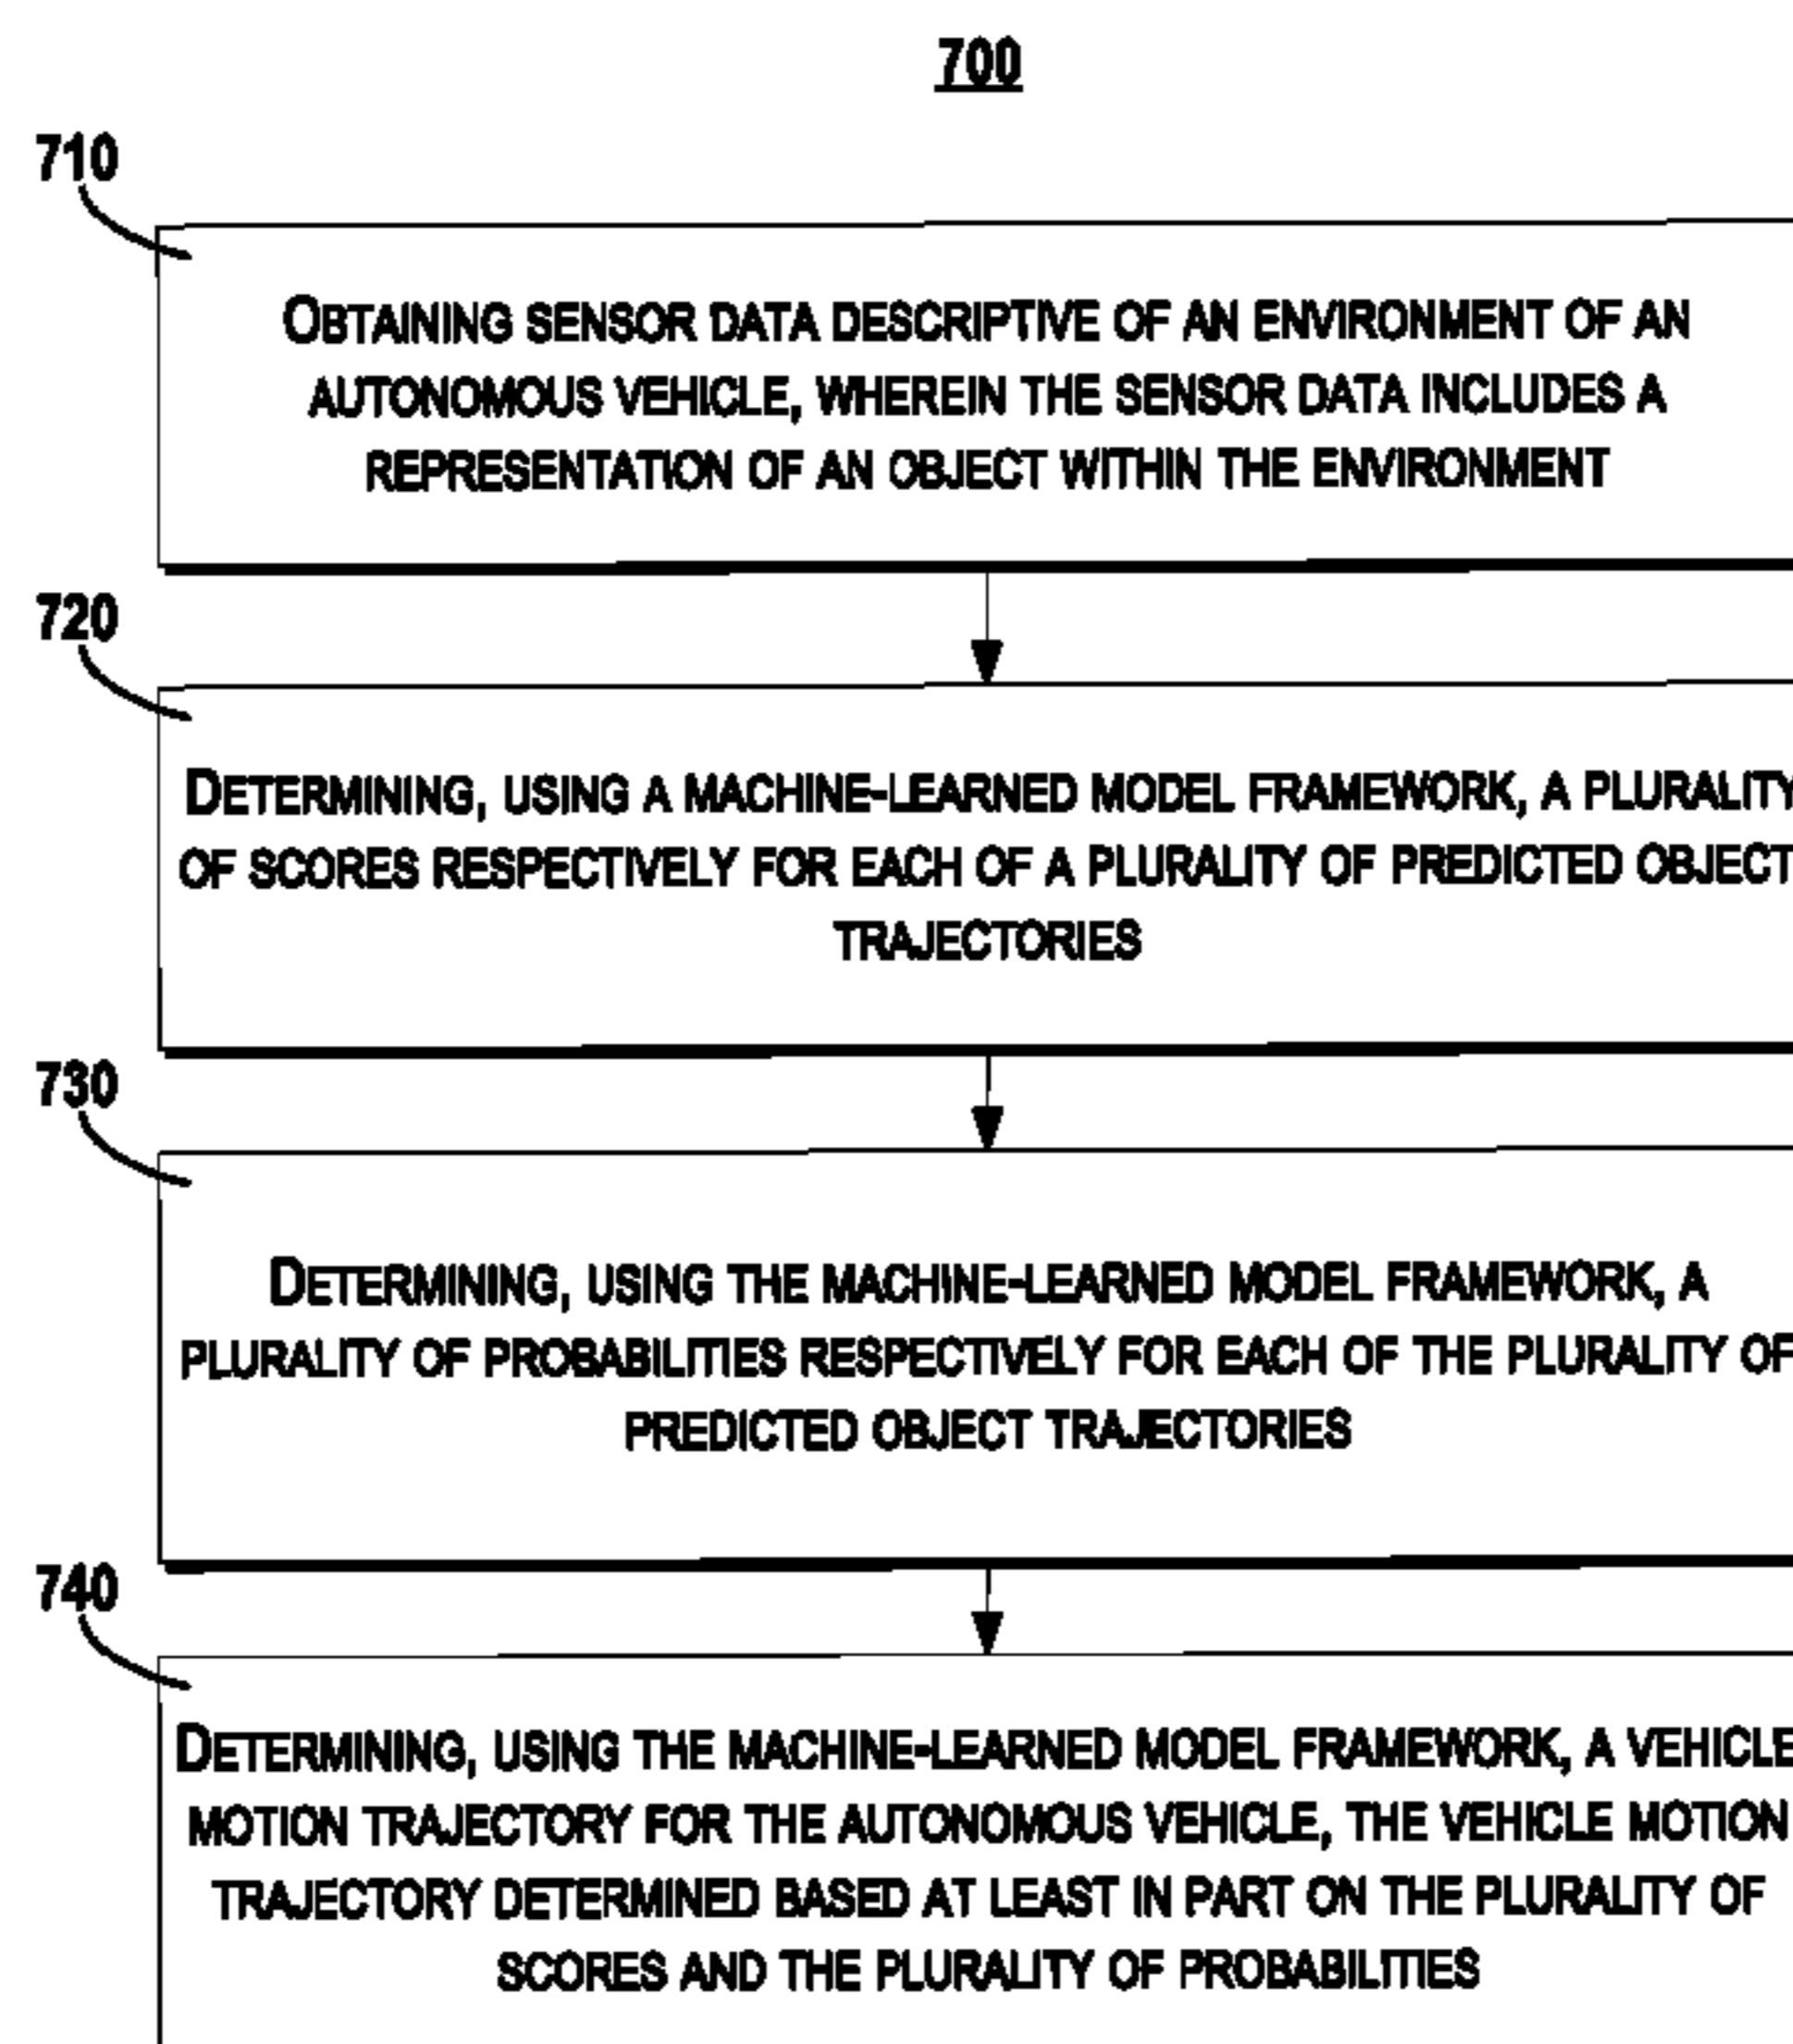 700
710
OBTAINING SENSOR DATA DESCRIPTIVE OF AN ENVIRONMENT OF AN
AUTONOMOUS VEHICLE, WHEREIN THE SENSOR DATA INCLUDES A
REPRESENTATION OF AN OBJECT WITHIN THE ENVIRONMENT
720
DETERMINING, USING A MACHINE-LEARNED MODEL FRAMEWORK, A PLURALITY
OF SCORES RESPECTIVELY FOR EACH OF A PLURALITY OF PREDICTED OBJECT
TRAJECTORIES
730
DETERMINING, USING THE MACHINE-LEARNED MODEL FRAMEWORK, A
PLURALITY OF PROBABILITIES RESPECTIVELY FOR EACH OF THE PLURALITY OF
PREDICTED OBJECT TRAJECTORIES
740
DETERMINING, USING THE MACHINE-LEARNED MODEL FRAMEWORK, A VEHICLE
MOTION TRAJECTORY FOR THE AUTONOMOUS VEHICLE, THE VEHICLE MOTION
TRAJECTORY DETERMINED BASED AT LEAST IN PART ON THE PLURALITY OF
SCORES AND THE PLURALITY OF PROBABILITIES